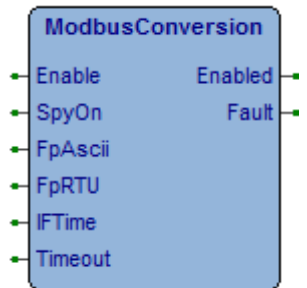 ModbusConversion
Enable Enabled
SpyOn Fault
FpAscii
FpRTU
IFTime
Timeout